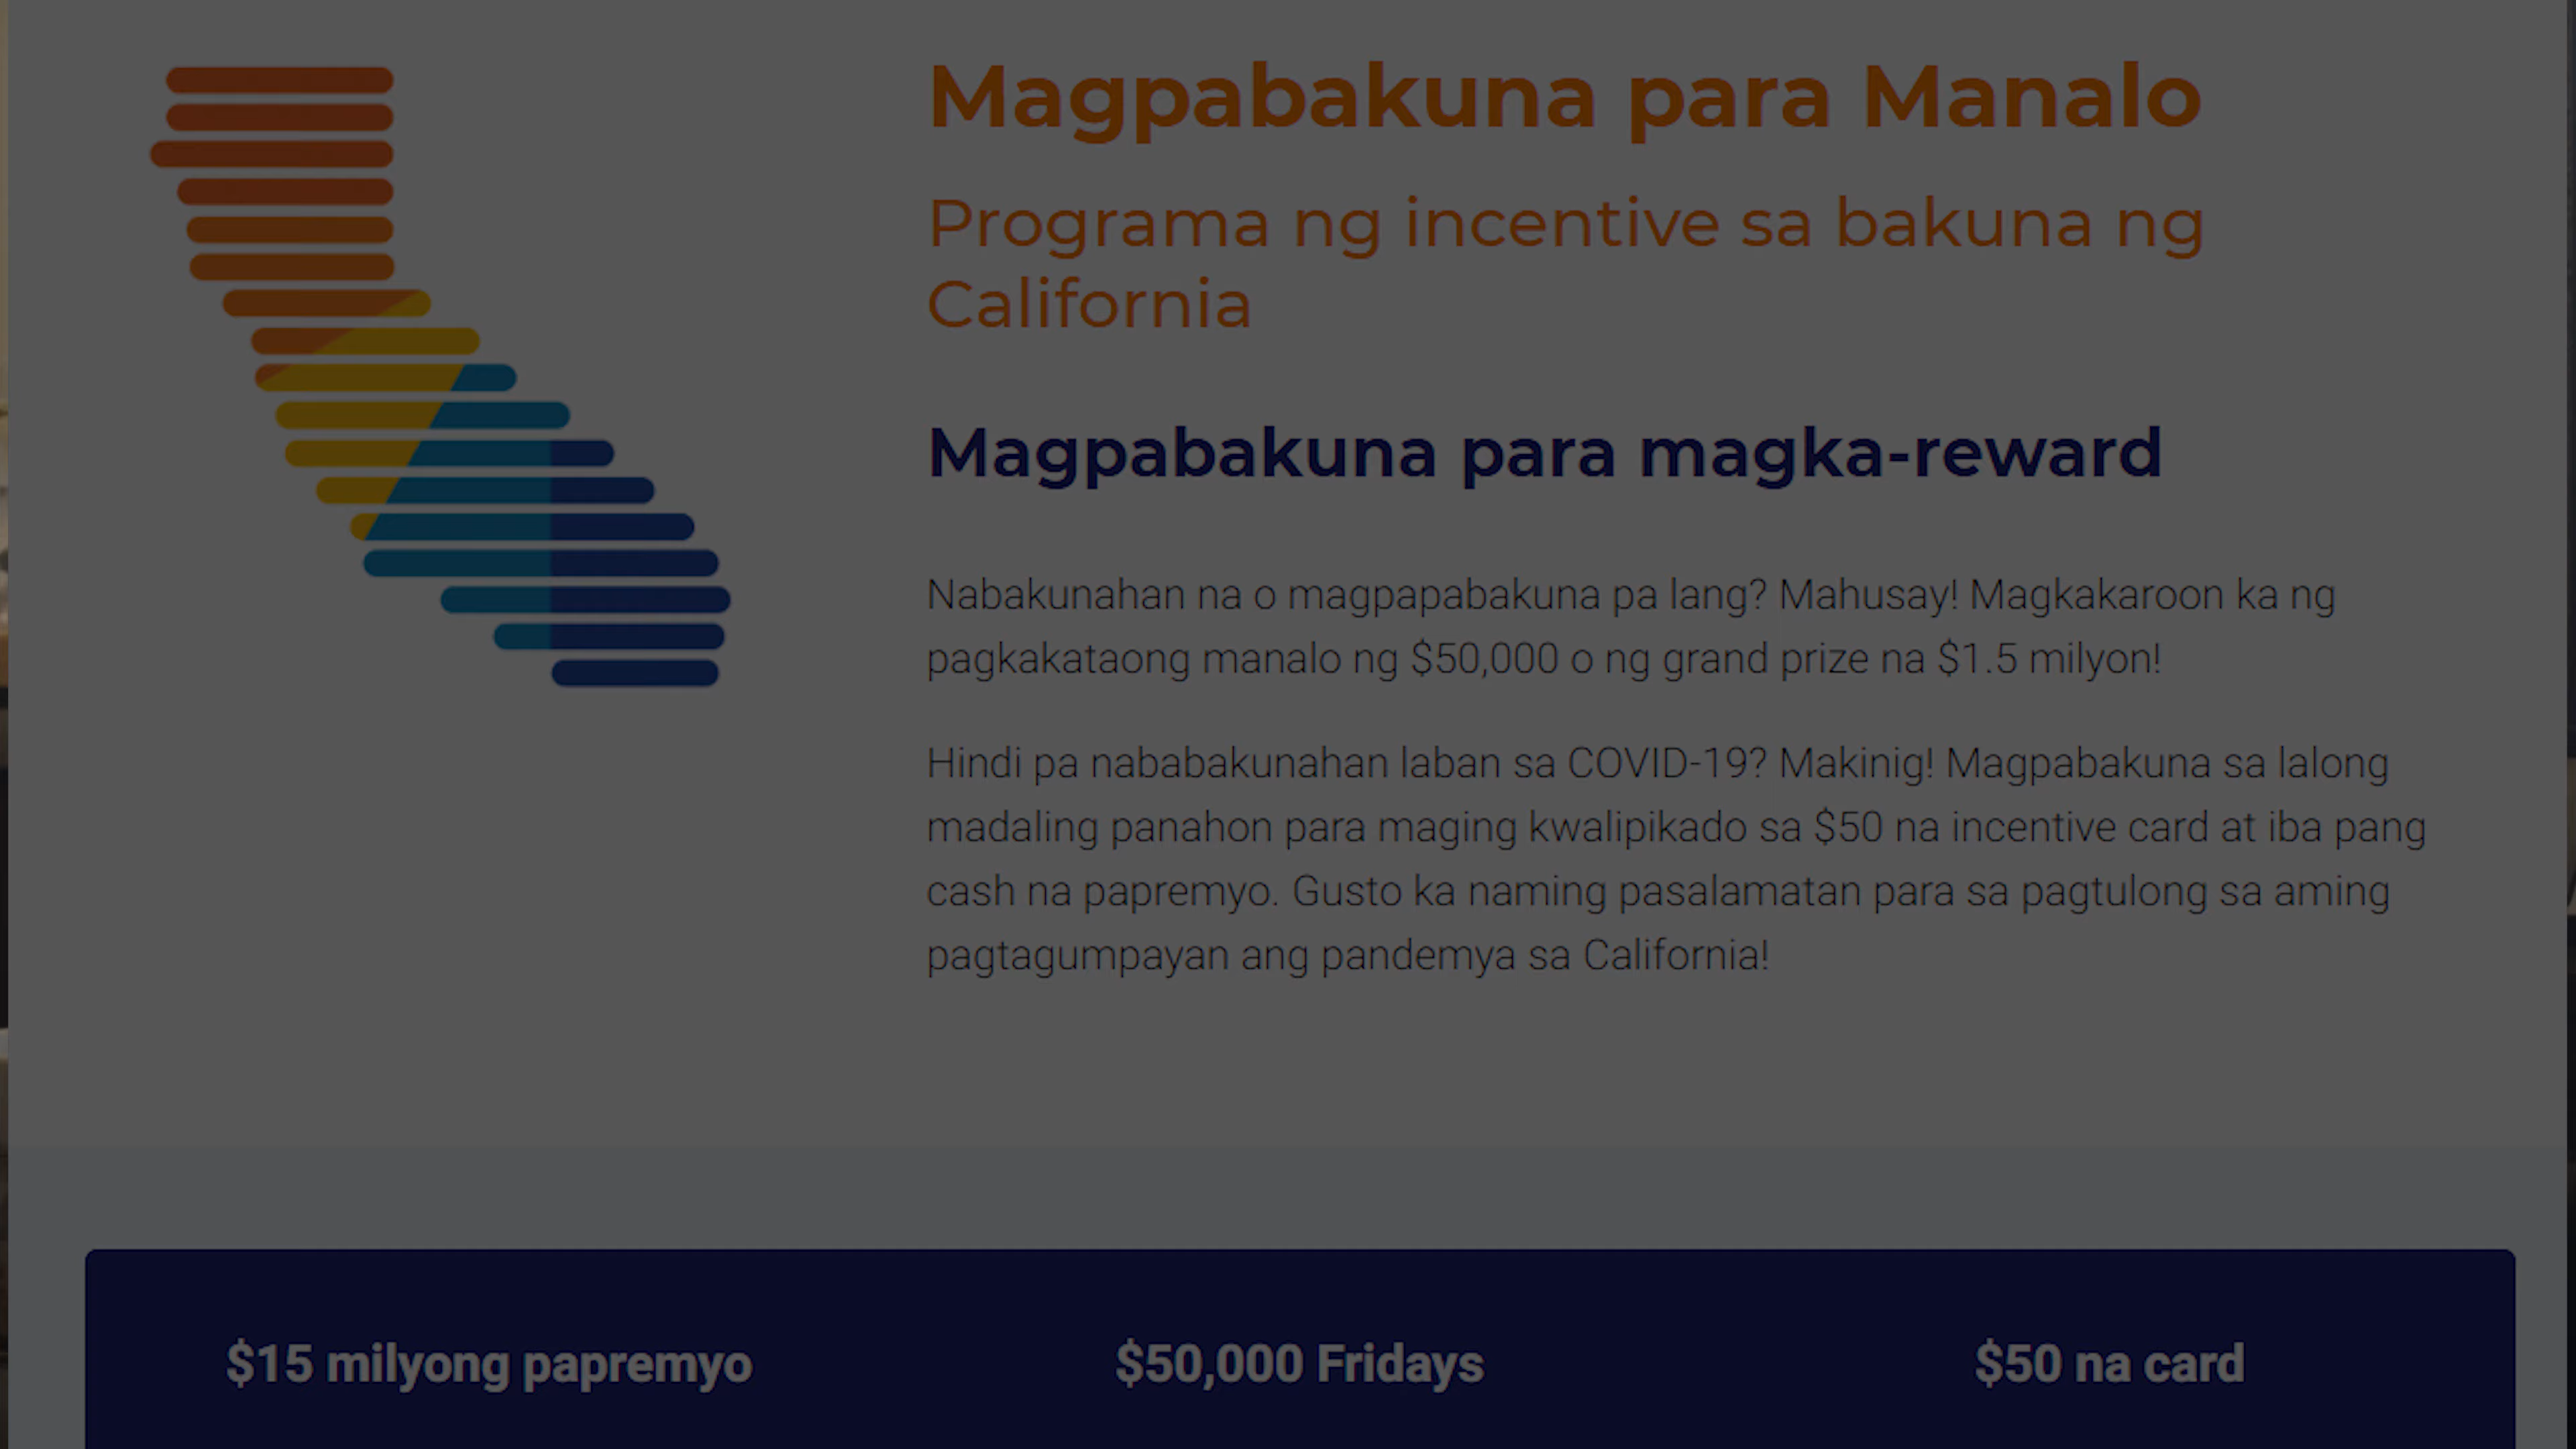 Magpabakuna para Manalo
Programa ng incentive sa bakuna ng
California
Magpabakuna para magka-reward
Nabakunahan na o magpapabakuna pa lang? Mahusay! Magkakaroon ka ng
pagkakataong manalo ng $50,000 o ng grand prize na $1.5 milyon!
Hindi pa nababakunahan laban sa COVID-19? Makinig! Magpabakuna sa lalong
madaling panahon para maging kwalipikado sa $50 na incentive card at iba pang
cash na papremyo. Gusto ka naming pasalamatan para sa pagtulong sa aming
pagtagumpayan ang pandemya sa California!
$15 milyong papremyo
$50,000 Fridays
$50 na card